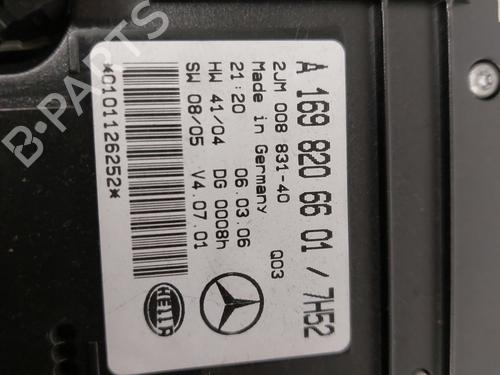 A 169 820 66 01 / 7H52
2JM 008 831-40 Q03
Made in Germany
21:20 06.03.06
HW 41/04 DG 0008h
SW 08/05 V4.07.01
*0101126252*
HELLA
B-PARTS